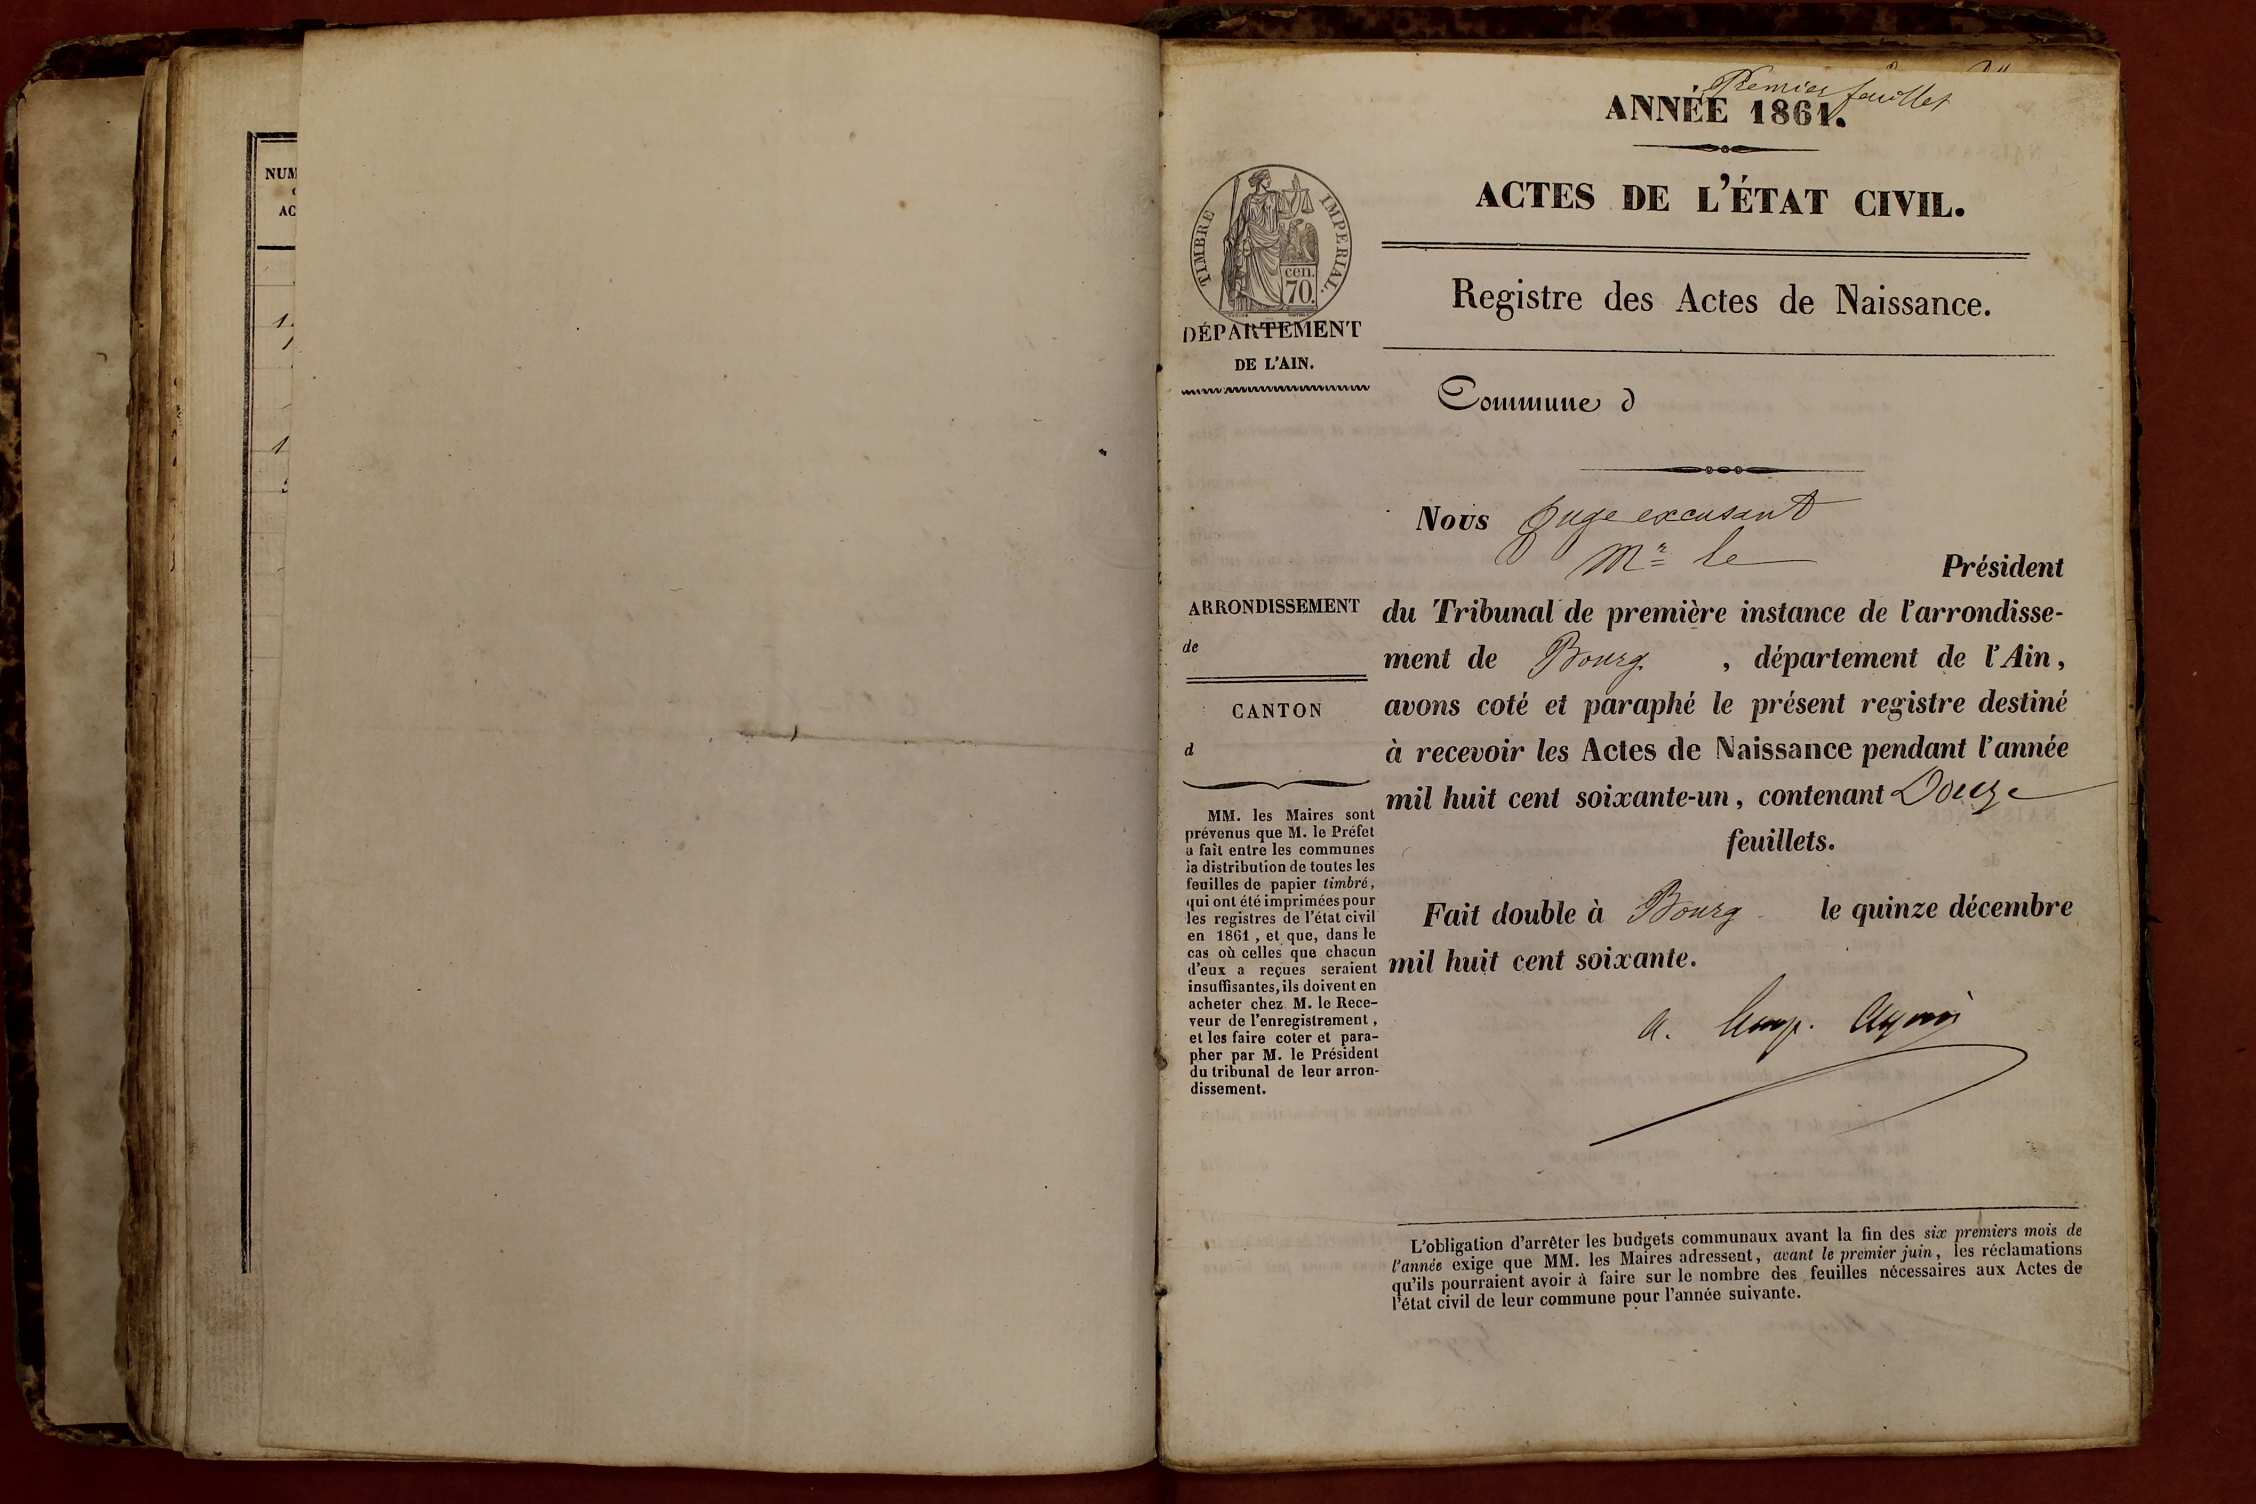 NUM
AC
Premier feuillet
ANNÉE 1861.
ACTES DE L'ÉTAT CIVIL.
TIMBRE IMPERIAL.
cen.
70.
DÉPARTEMENT
DE L'AIN.
Registre des Actes de Naissance.
Commune d
Nous Juge excusant
Mr le Président
du Tribunal de première instance de l'arrondisse-
ment de Bourg , département de l'Ain,
avons coté et paraphé le présent registre destiné
à recevoir les Actes de Naissance pendant l'année
mil huit cent soixante-un, contenant Douze
feuillets.
Fait double à Bourg le quinze décembre
mil huit cent soixante.
ARRONDISSEMENT
de
CANTON
d
MM. les Maires sont
prévenus que M. le Préfet
a fait entre les communes
la distribution de toutes les
feuilles de papier timbré,
qui ont été imprimées pour
les registres de l'état civil
en 1861, et que, dans le
cas où celles que chacun
d'eux a reçues seraient
insuffisantes, ils doivent en
acheter chez M. le Rece-
veur de l'enregistrement,
et les faire coter et para-
pher par M. le Président
du tribunal de leur arron-
dissement.
L'obligation d'arrêter les budgets communaux avant la fin des six premiers mois de
l'année exige que MM. les Maires adressent, avant le premier juin, les réclamations
qu'ils pourraient avoir à faire sur le nombre des feuilles nécessaires aux Actes de
l'état civil de leur commune pour l'année suivante.